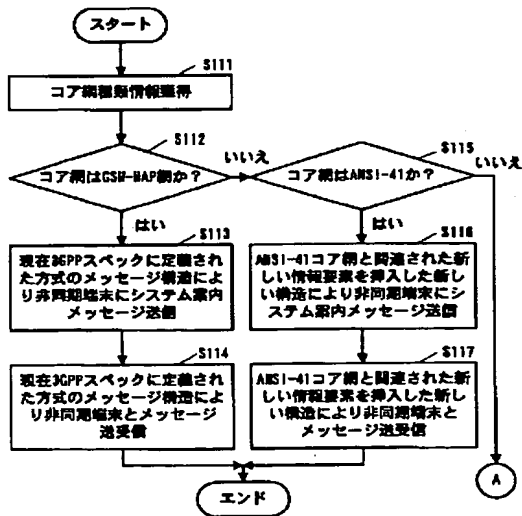 スタート
S111
コア網種類情報獲得
S112
コア網はGSM-MAP網か？
いいえ
S115
コア網はANSI-41か？
いいえ
はい
S113
現在3GPPスペックに定義され
た方式のメッセージ構造によ
り非同期端末にシステム案内
メッセージ送信
はい
S116
ANSI-41コア網と関連された新
しい情報要素を挿入した新し
い構造により非同期端末にシ
ステム案内メッセージ送信
S114
現在3GPPスペックに定義され
た方式のメッセージ構造によ
り非同期端末とメッセージ
送受信
S117
ANSI-41コア網と関連された新
しい情報要素を挿入した新し
い構造により非同期端末と
メッセージ送受信
エンド
A